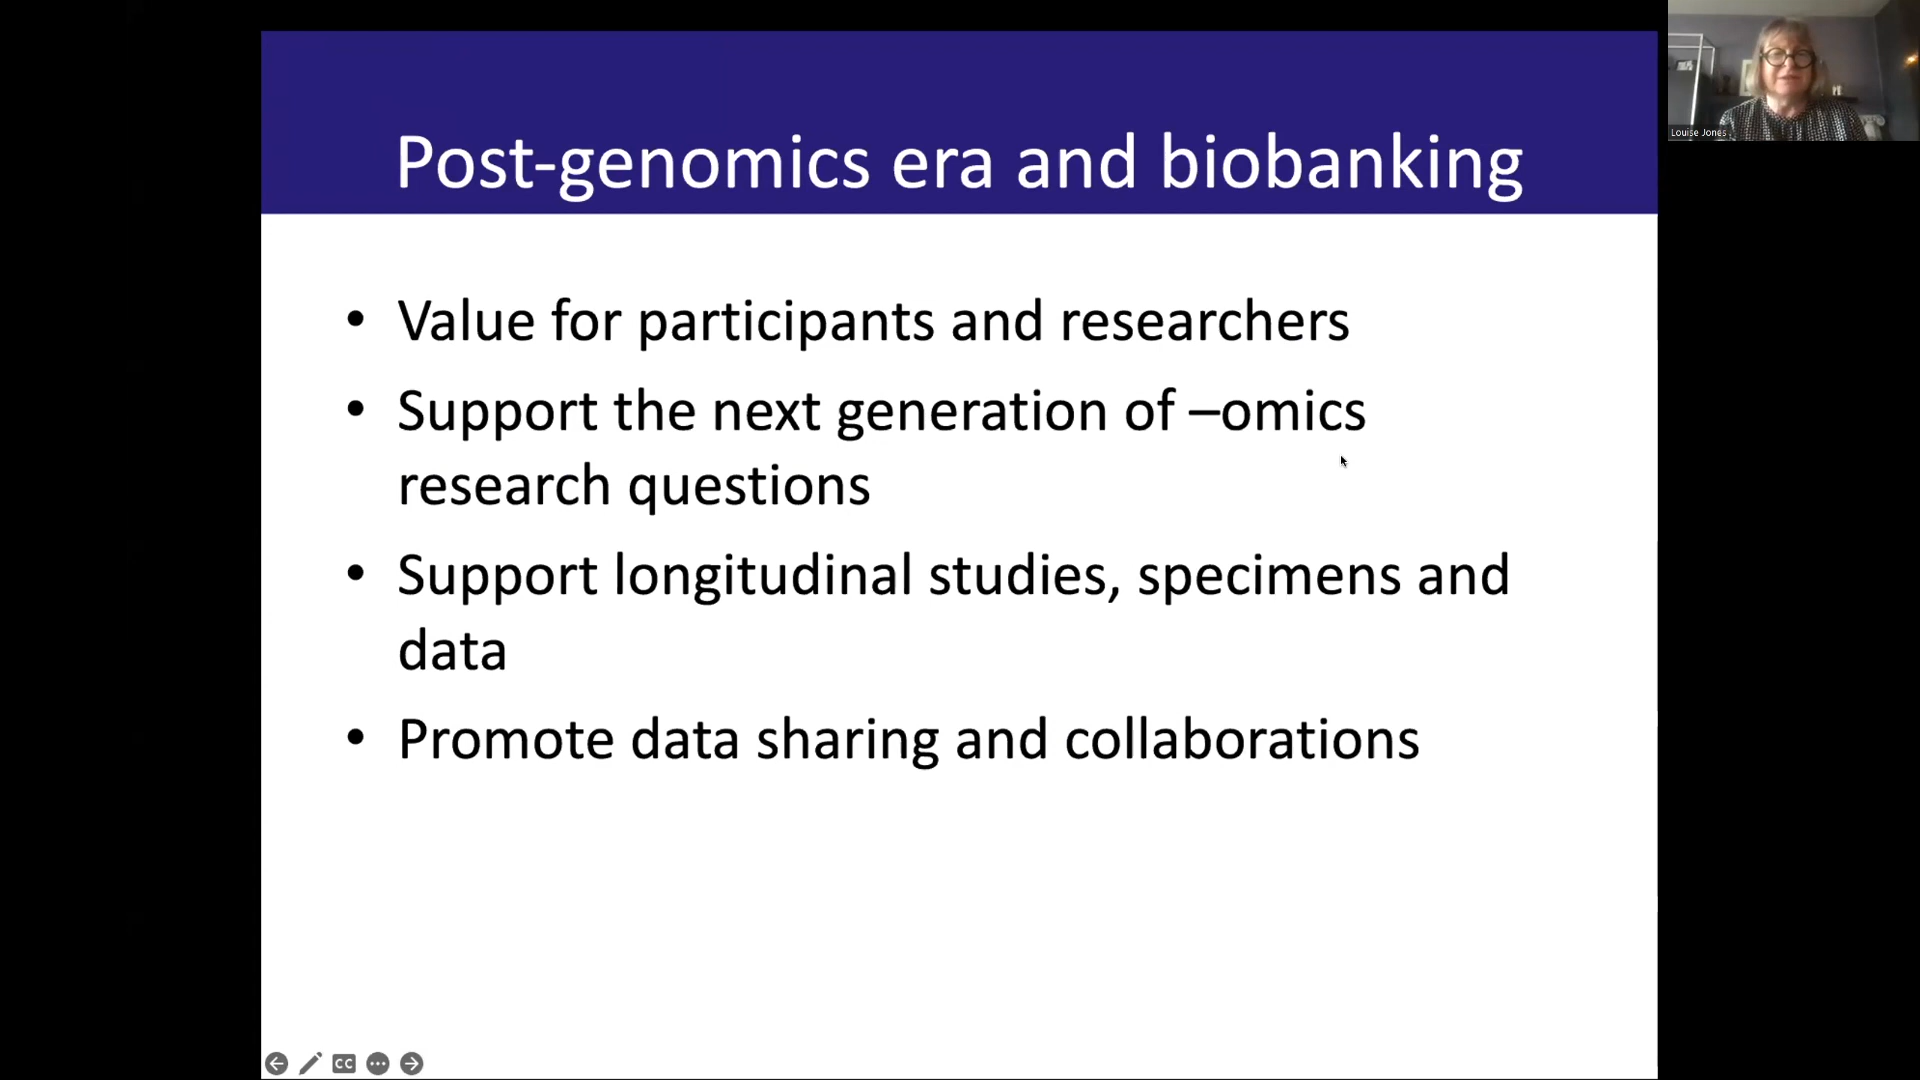 Post-genomics era and biobanking
• Value for participants and researchers
• Support the next generation of –omics
research questions
• Support longitudinal studies, specimens and
data
• Promote data sharing and collaborations
Louise Jones
CC